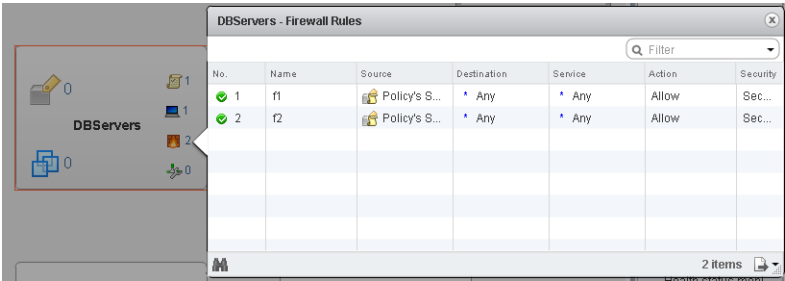 DBServers - Firewall Rules
Filter
No. Name Source Destination Service Action Security
1 f1 Policy's S... * Any * Any Allow Sec...
2 f2 Policy's S... * Any * Any Allow Sec...
2 items
0 1
DBServers 1
2
0 0